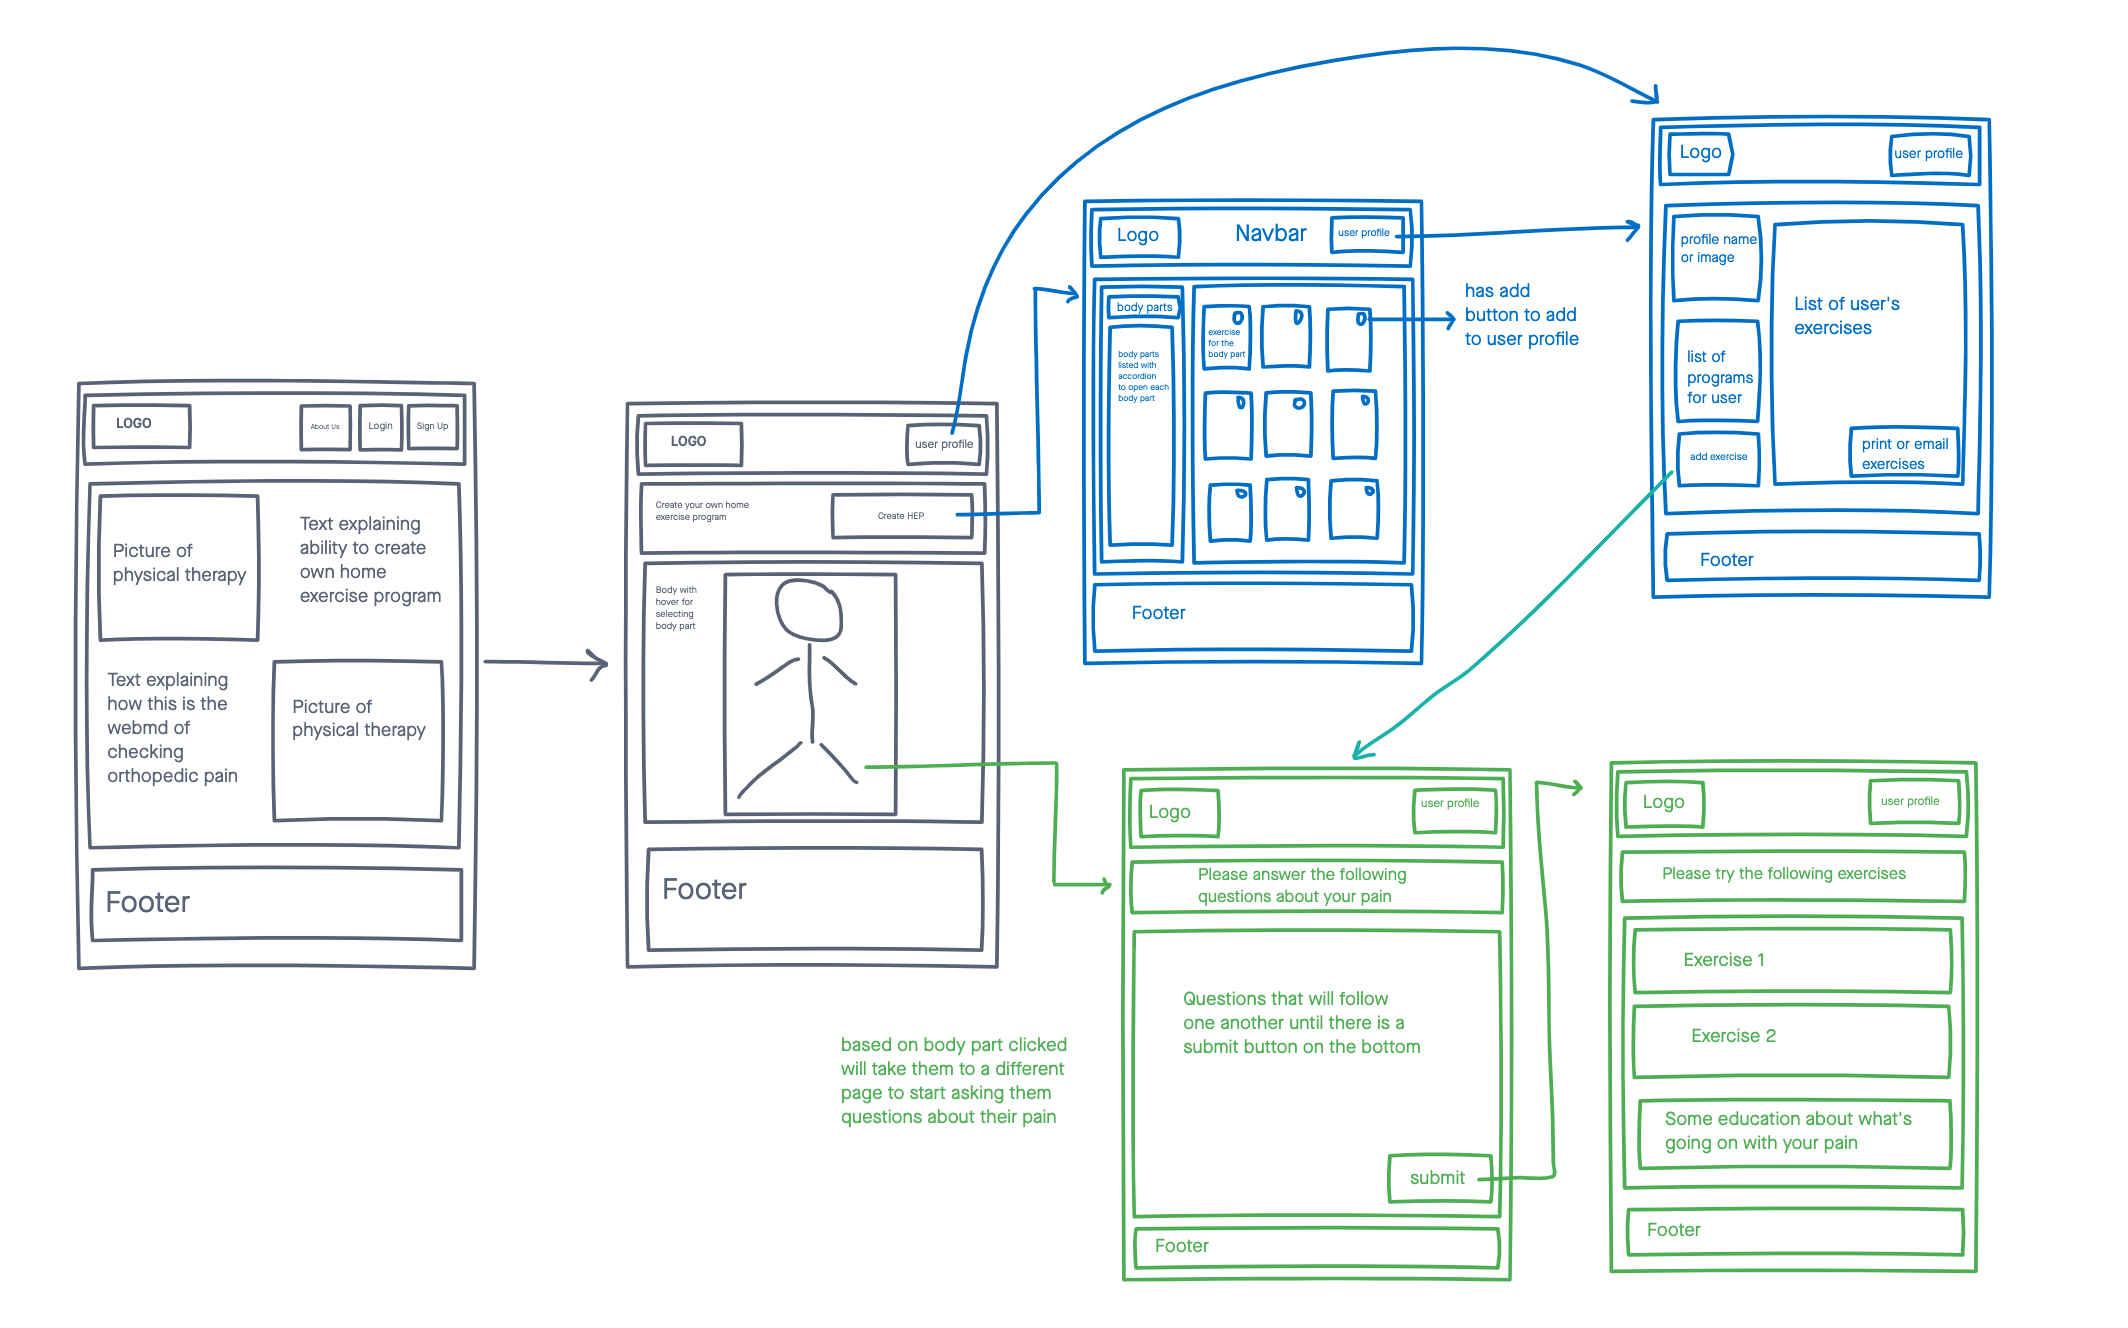 LOGO
About Us
Login
Sign Up
Picture of
physical therapy
Text explaining
ability to create
own home
exercise program
Text explaining
how this is the
webmd of
checking
orthopedic pain
Picture of
physical therapy
Footer
LOGO
user profile
Create your own home
exercise program
Create HEP
Body with
hover for
selecting
body part
Footer
based on body part clicked
will take them to a different
page to start asking them
questions about their pain
Logo
Navbar
user profile
body parts
body parts
listed with
accordion
to open each
body part
exercise
for the
body part
has add
button to add
to user profile
Footer
Logo
user profile
profile name
or image
list of
programs
for user
add exercise
List of user's
exercises
print or email
exercises
Footer
Logo
user profile
Please answer the following
questions about your pain
Questions that will follow
one another until there is a
submit button on the bottom
submit
Footer
Logo
user profile
Please try the following exercises
Exercise 1
Exercise 2
Some education about what's
going on with your pain
Footer